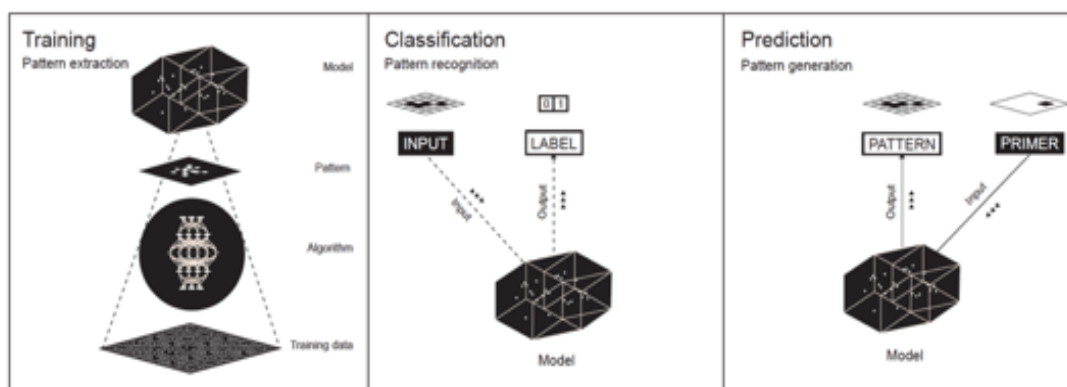 Training
Pattern extraction
Model
Pattern
Algorithm
Training data
Classification
Pattern recognition
0 1
INPUT
LABEL
Input
Output
Model
Prediction
Pattern generation
PATTERN
PRIMER
Output
Input
Model